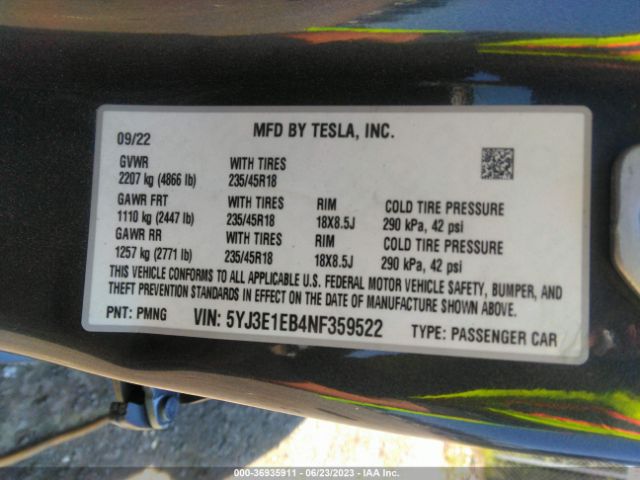 09/22 MFD BY TESLA, INC.
GVWR WITH TIRES
2207 kg (4866 lb) 235/45R18
GAWR FRT WITH TIRES RIM COLD TIRE PRESSURE
1110 kg (2447 lb) 235/45R18 18X8.5J 290 kPa, 42 psi
GAWR RR WITH TIRES RIM COLD TIRE PRESSURE
1257 kg (2771 lb) 235/45R18 18X8.5J 290 kPa, 42 psi
THIS VEHICLE CONFORMS TO ALL APPLICABLE U.S. FEDERAL MOTOR VEHICLE SAFETY, BUMPER, AND
THEFT PREVENTION STANDARDS IN EFFECT ON THE DATE OF MANUFACTURE SHOWN ABOVE.
PNT: PMNG VIN: 5YJ3E1EB4NF359522 TYPE: PASSENGER CAR
000-36935911 - 06/23/2023 - IAA Inc.